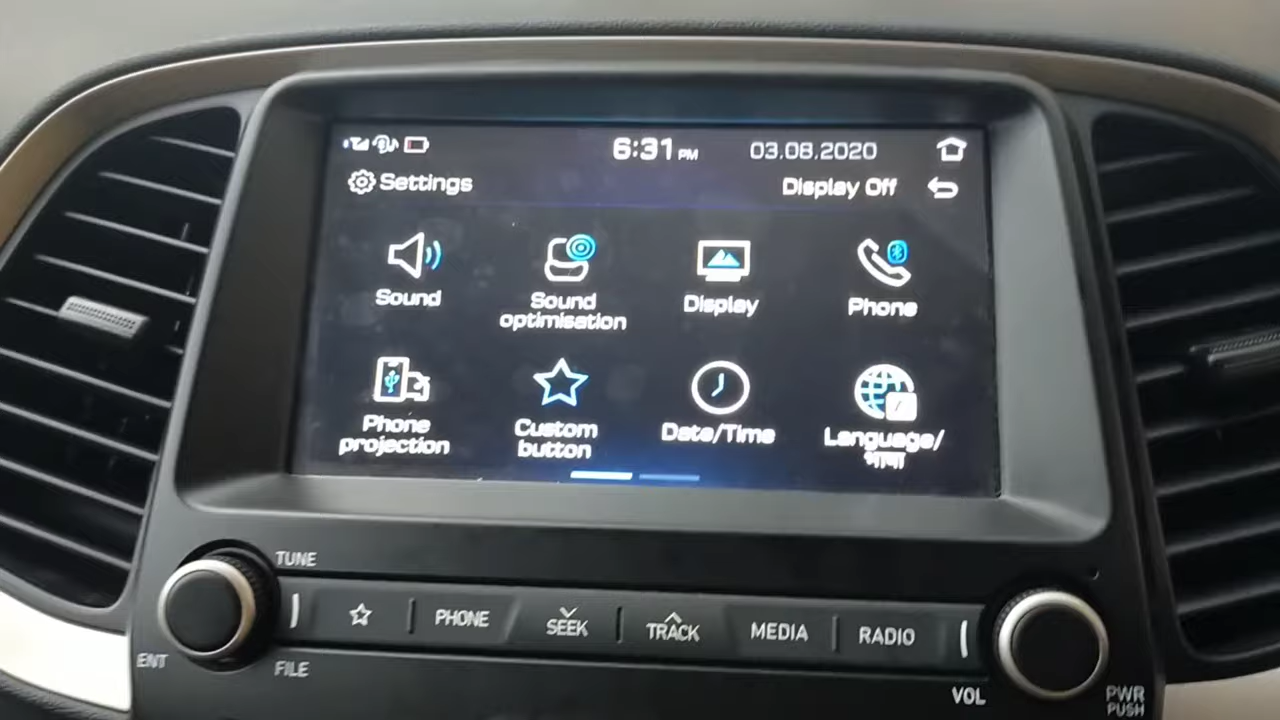 6:31 PM
03.08.2020
Settings
Display Off
Sound
Sound
optimisation
Display
Phone
Phone
projection
Custom
button
Date/Time
Language/
भाषा
TUNE
PHONE
SEEK
TRACK
MEDIA
RADIO
ENT
FILE
VOL
PWR
PUSH